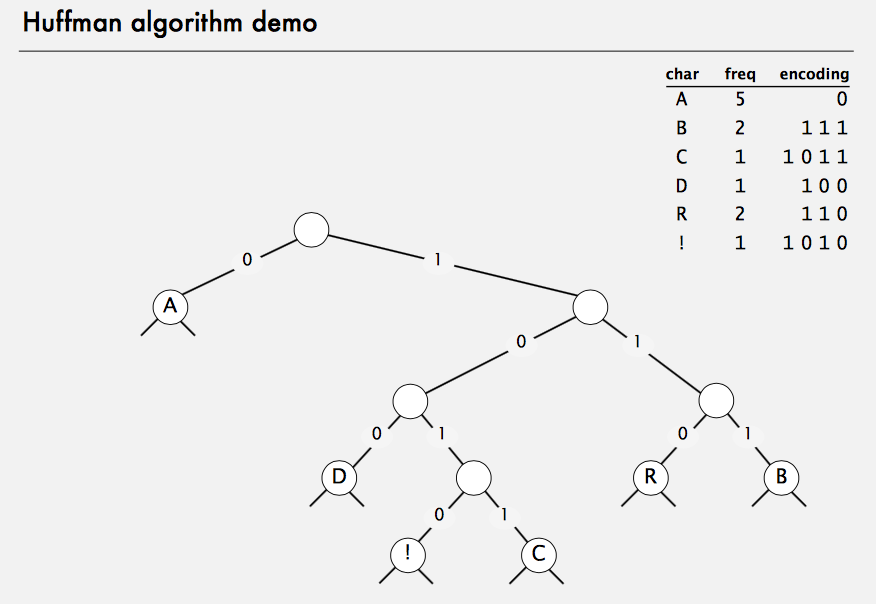 Huffman algorithm demo
char freq encoding
A 5 0
B 2 1 1 1
C 1 1 0 1 1
D 1 1 0 0
R 2 1 1 0
! 1 1 0 1 0
0 1
A
0 1
0 1 0 1
D R B
0 1
! C